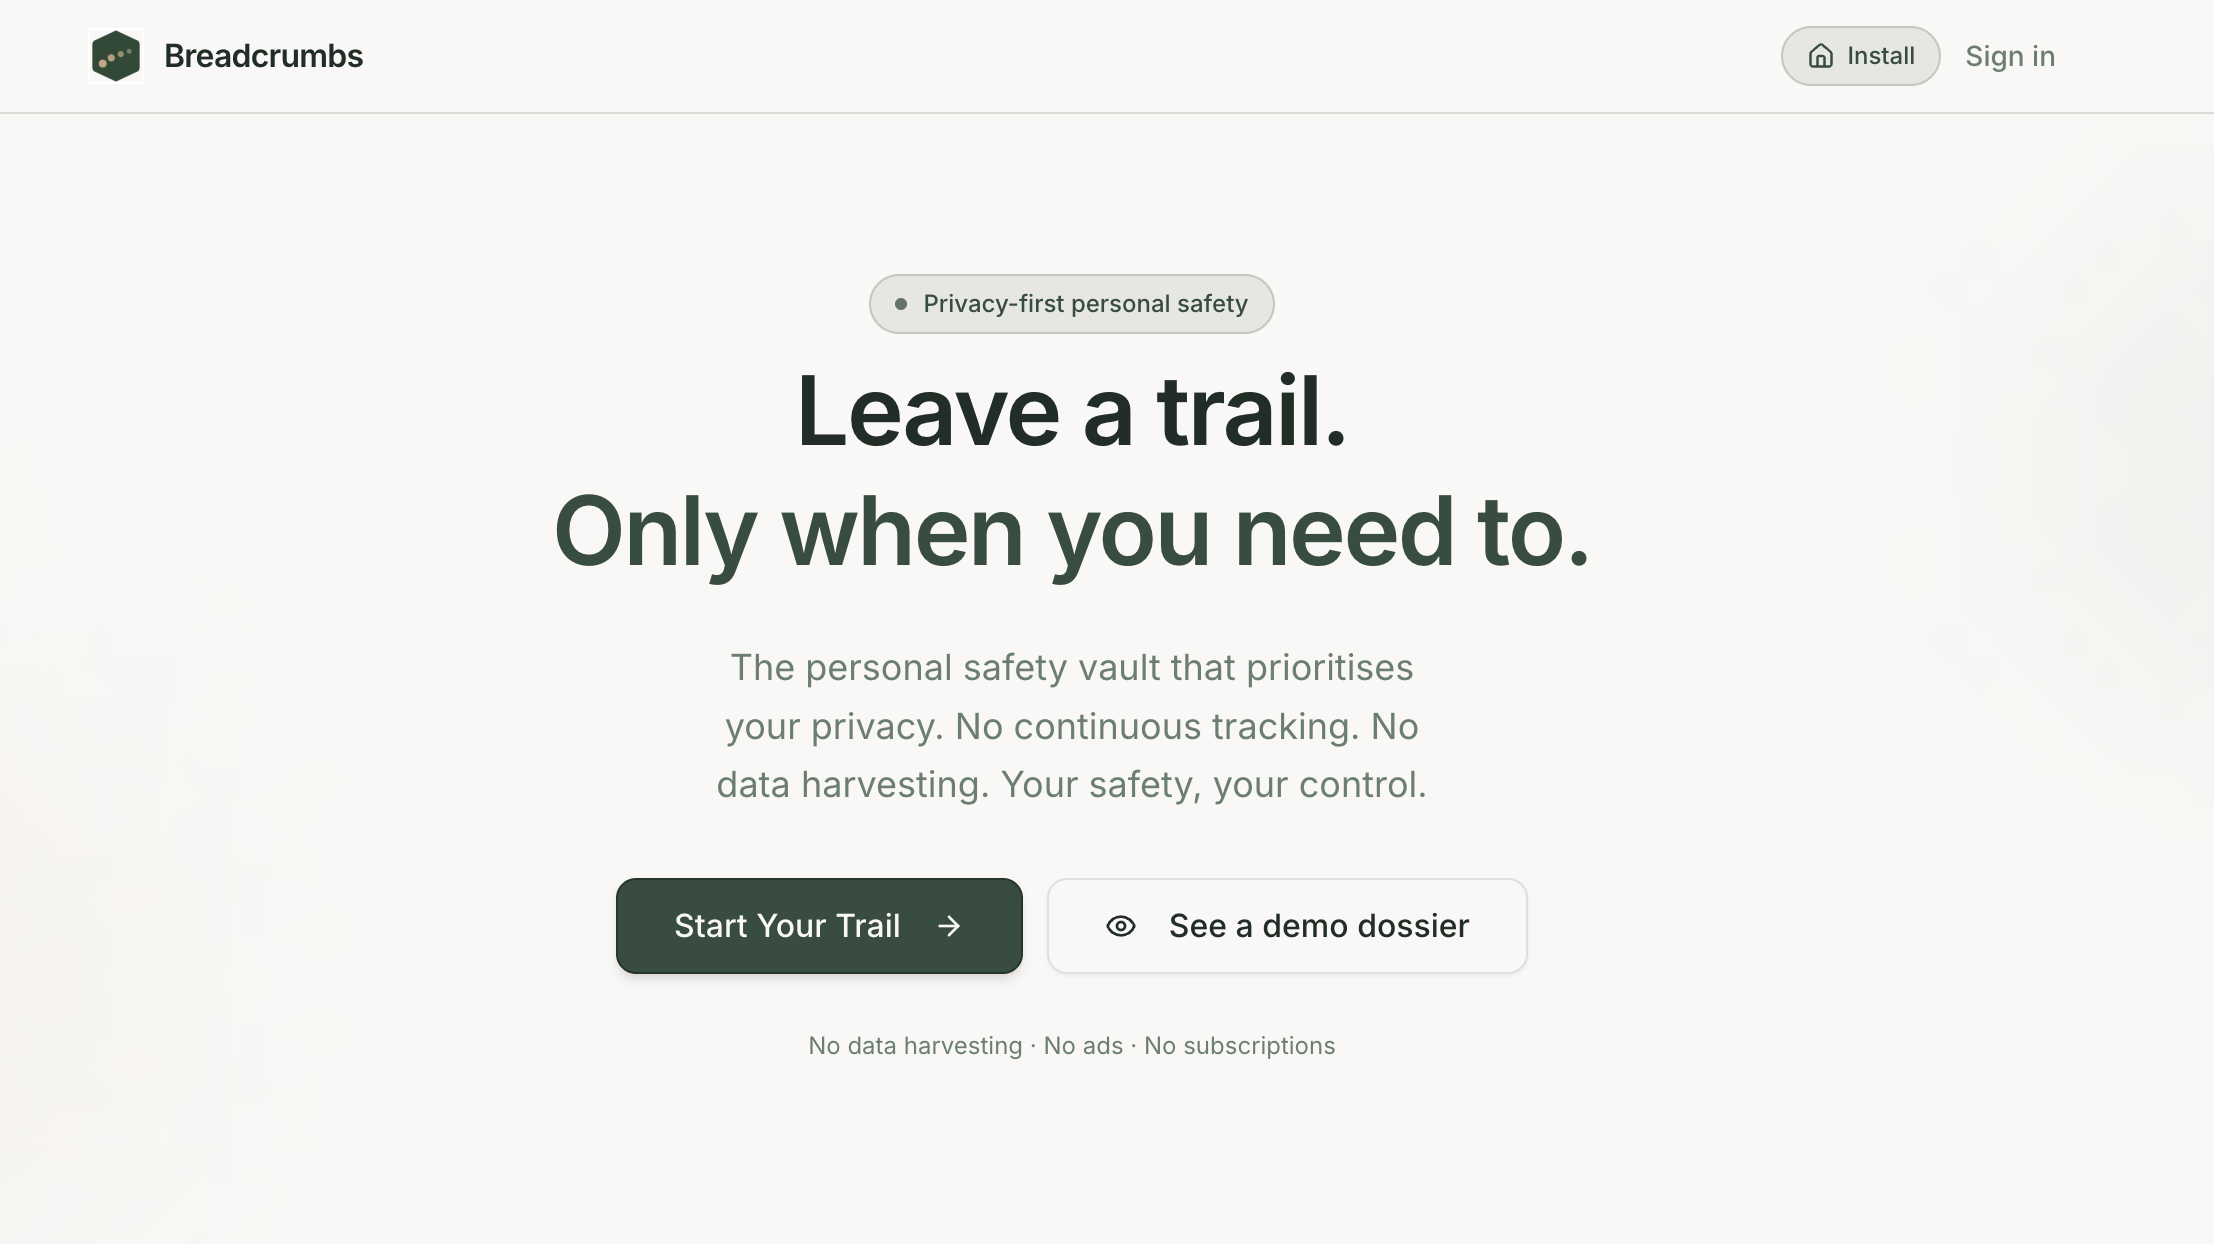 Breadcrumbs
Install
Sign in
Privacy-first personal safety
Leave a trail.
Only when you need to.
The personal safety vault that prioritises
your privacy. No continuous tracking. No
data harvesting. Your safety, your control.
Start Your Trail
See a demo dossier
No data harvesting · No ads · No subscriptions